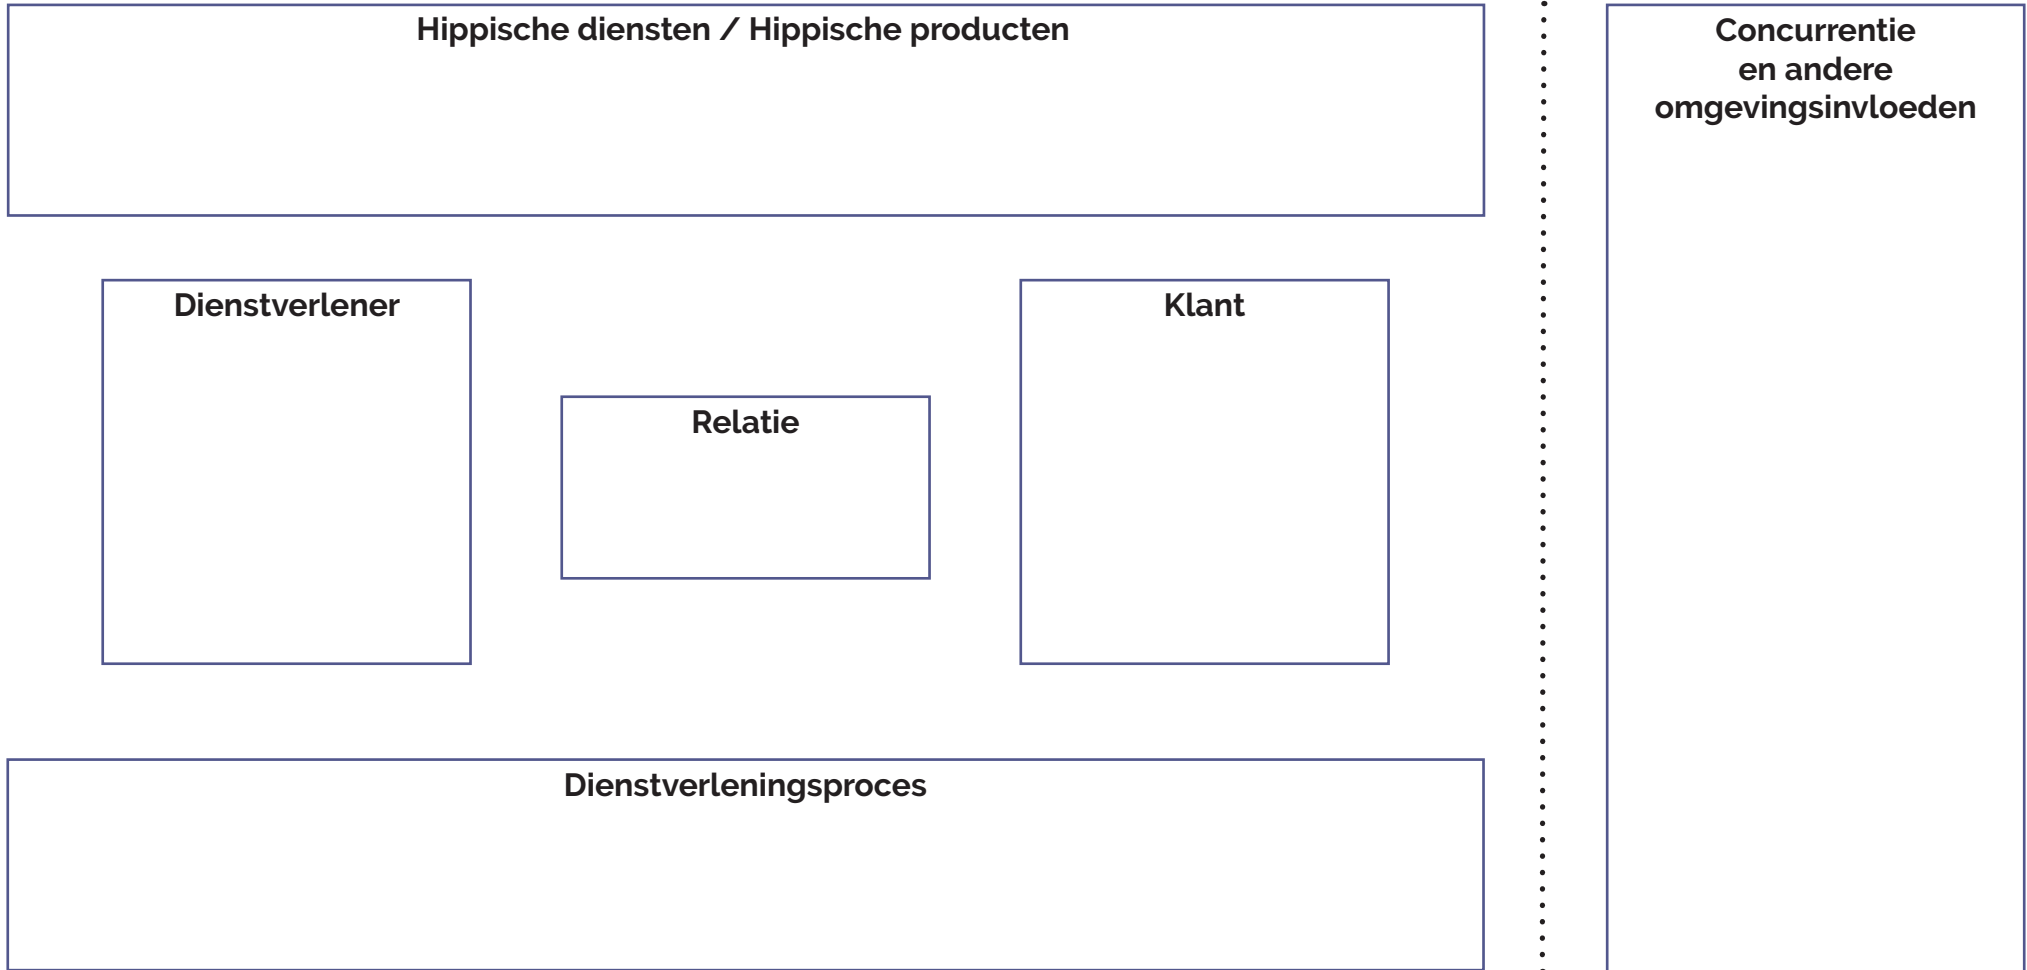 Hippische diensten / Hippische producten
Concurrentie
en andere
omgevingsinvloeden
Dienstverlener
Klant
Relatie
Dienstverleningsproces